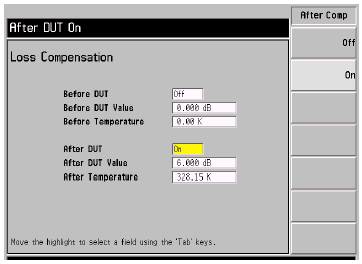 After Comp
After DUT On
Off
Loss Compensation
On
Before DUT Off
Before DUT Value 0.000 dB
Before Temperature 0.00 K
After DUT On
After DUT Value 6.000 dB
After Temperature 328.15 K
Move the highlight to select a field using the 'Tab' keys.